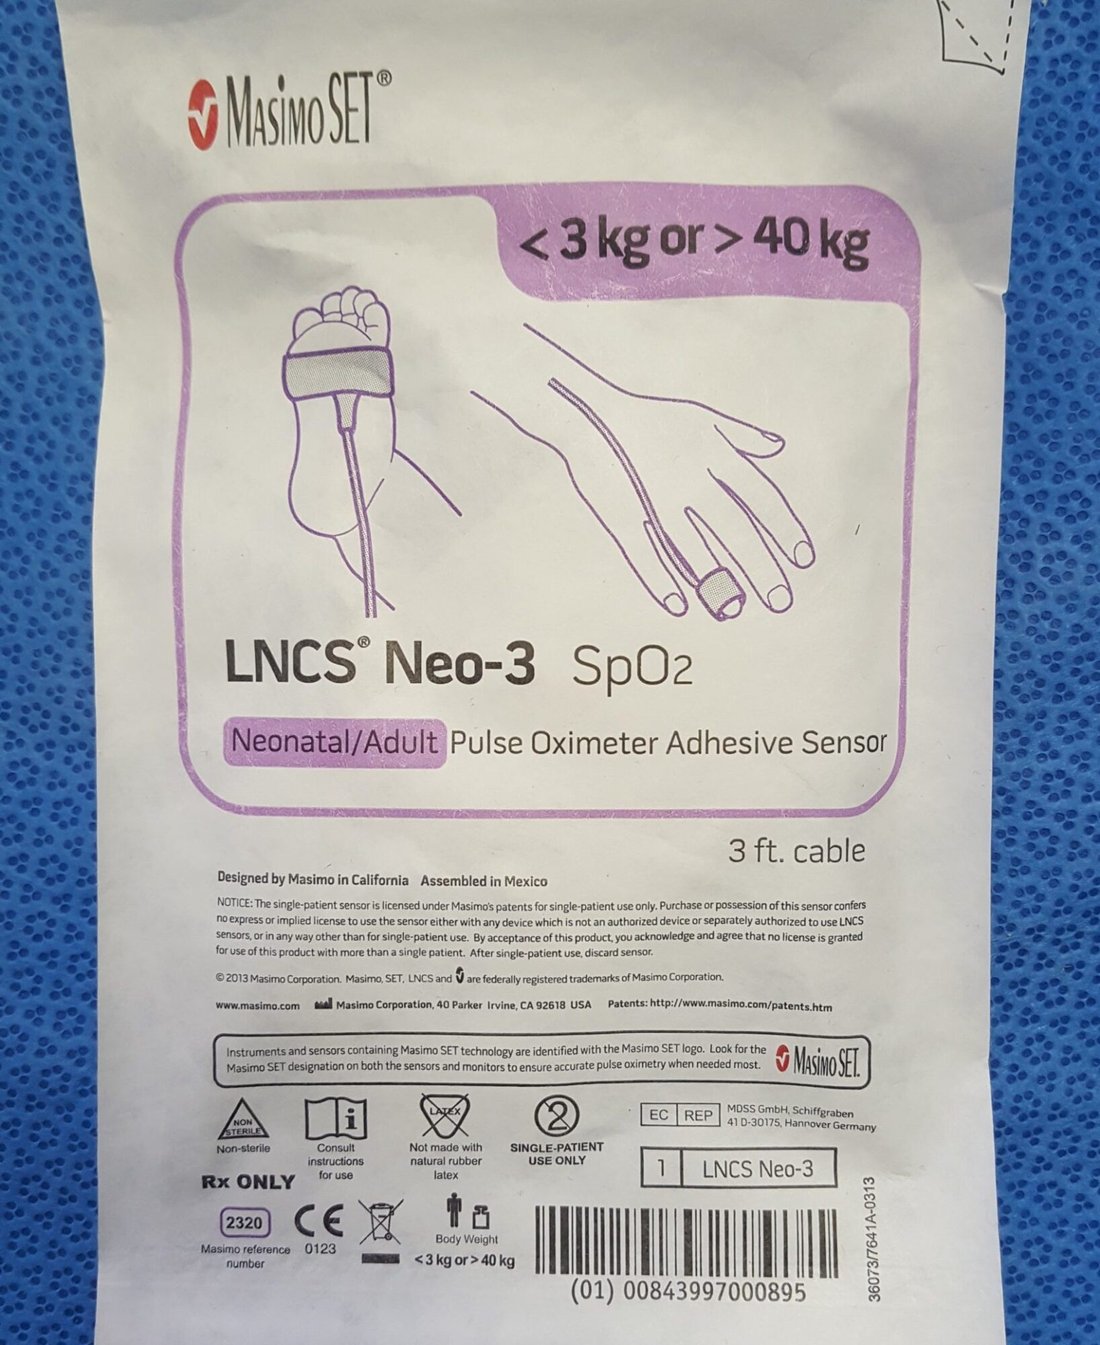 MASIMO SET®
< 3 kg or > 40 kg
LNCS® Neo-3 SpO2
Neonatal/Adult Pulse Oximeter Adhesive Sensor
3 ft. cable
Designed by Masimo in California Assembled in Mexico
NOTICE: The single-patient sensor is licensed under Masimo's patents for single-patient use only. Purchase or possession of this sensor confers
no express or implied license to use the sensor either with any device which is not an authorized device or separately authorized to use LNCS
sensors, or in any way other than for single-patient use. By acceptance of this product, you acknowledge and agree that no license is granted
for use of this product with more than a single patient. After single-patient use, discard sensor.
© 2013 Masimo Corporation. Masimo, SET, LNCS and are federally registered trademarks of Masimo Corporation.
www.masimo.com Masimo Corporation, 40 Parker Irvine, CA 92618 USA Patents: http://www.masimo.com/patents.htm
Instruments and sensors containing Masimo SET technology are identified with the Masimo SET logo. Look for the
Masimo SET designation on both the sensors and monitors to ensure accurate pulse oximetry when needed most.
MASIMO SET.
NON
STERILE
Non-sterile
i
Consult
instructions
for use
LATEX
Not made with
natural rubber
latex
2
SINGLE-PATIENT
USE ONLY
EC REP
MDSS GmbH, Schiffgraben
41 D-30175, Hannover Germany
1 LNCS Neo-3
Rx ONLY
2320
Masimo reference
number
CE
0123
Body Weight
< 3 kg or > 40 kg
(01) 00843997000895
36073/7641A-0313